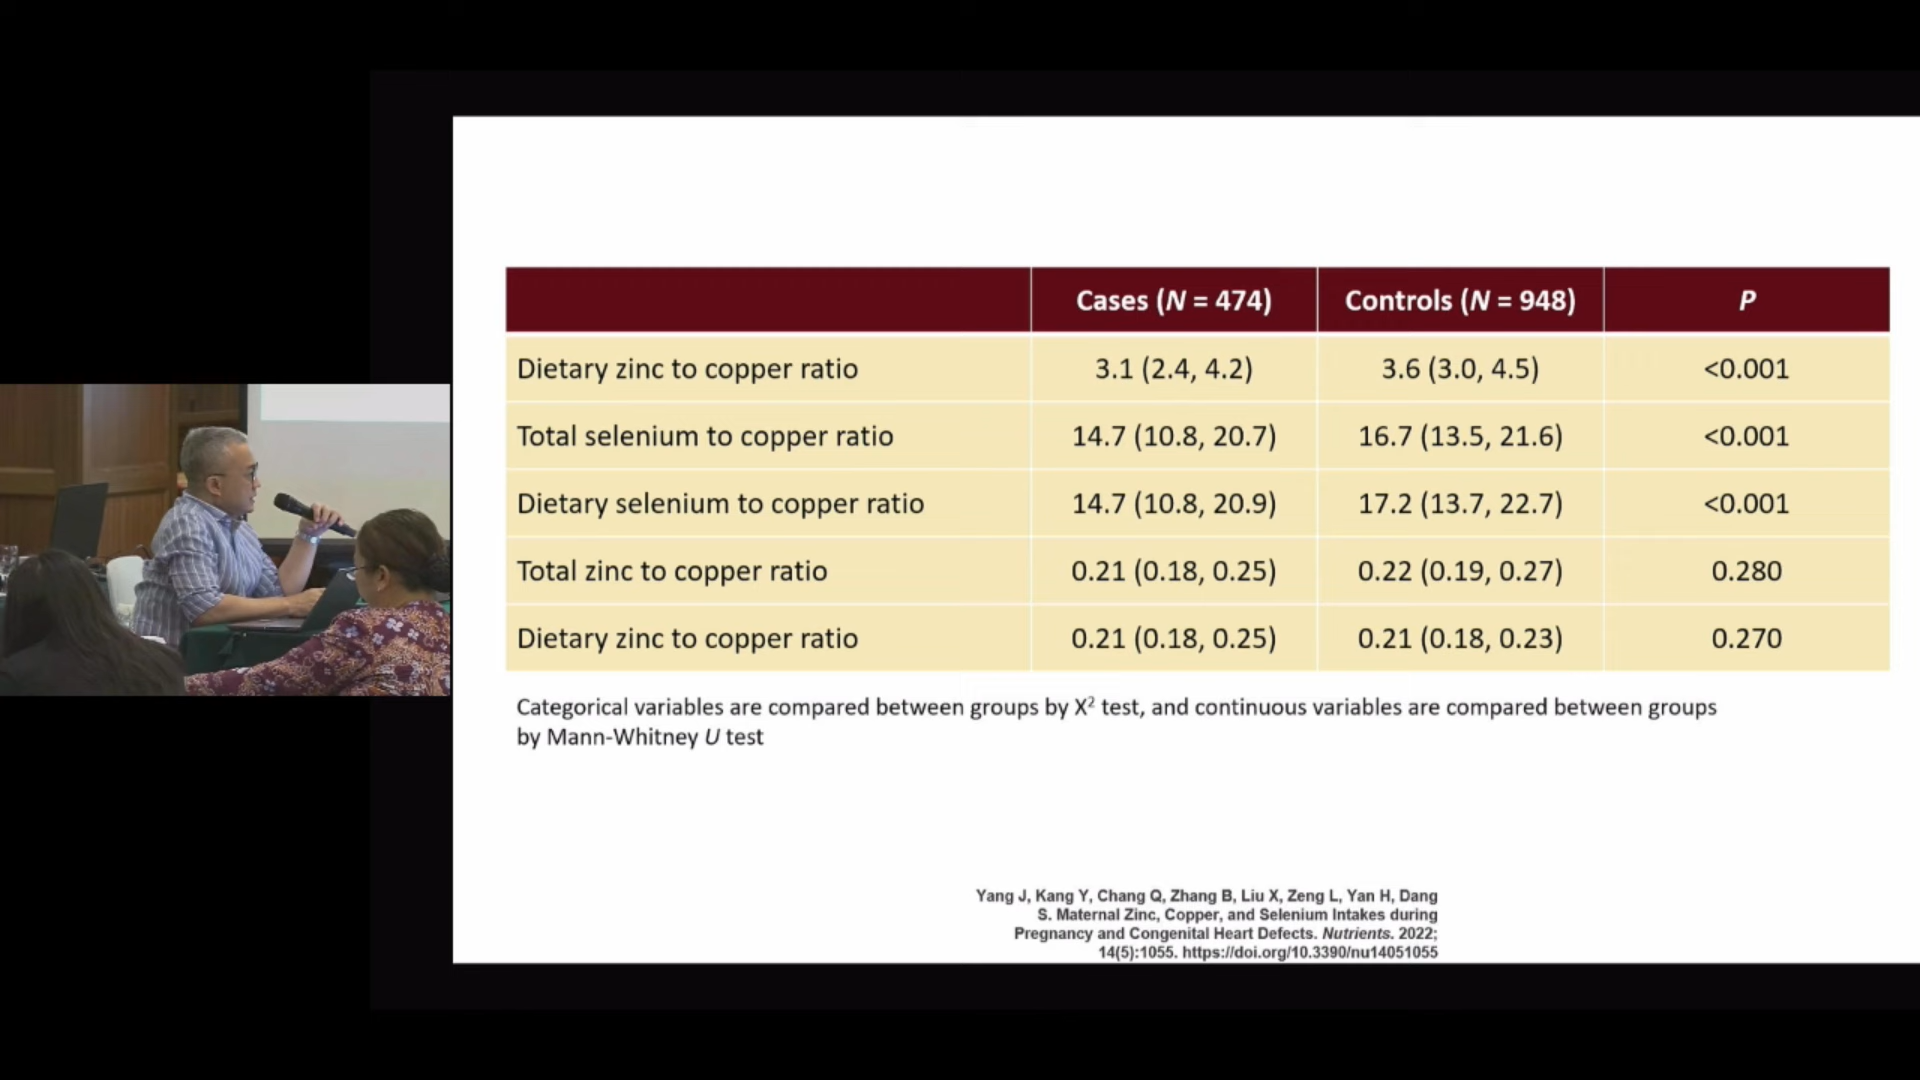 Cases (N = 474) Controls (N = 948) P
Dietary zinc to copper ratio 3.1 (2.4, 4.2) 3.6 (3.0, 4.5) <0.001
Total selenium to copper ratio 14.7 (10.8, 20.7) 16.7 (13.5, 21.6) <0.001
Dietary selenium to copper ratio 14.7 (10.8, 20.9) 17.2 (13.7, 22.7) <0.001
Total zinc to copper ratio 0.21 (0.18, 0.25) 0.22 (0.19, 0.27) 0.280
Dietary zinc to copper ratio 0.21 (0.18, 0.25) 0.21 (0.18, 0.23) 0.270
Categorical variables are compared between groups by X² test, and continuous variables are compared between groups
by Mann-Whitney U test
Yang J, Kang Y, Chang Q, Zhang B, Liu X, Zeng L, Yan H, Dang
S. Maternal Zinc, Copper, and Selenium Intakes during
Pregnancy and Congenital Heart Defects. Nutrients. 2022;
14(5):1055. https://doi.org/10.3390/nu14051055